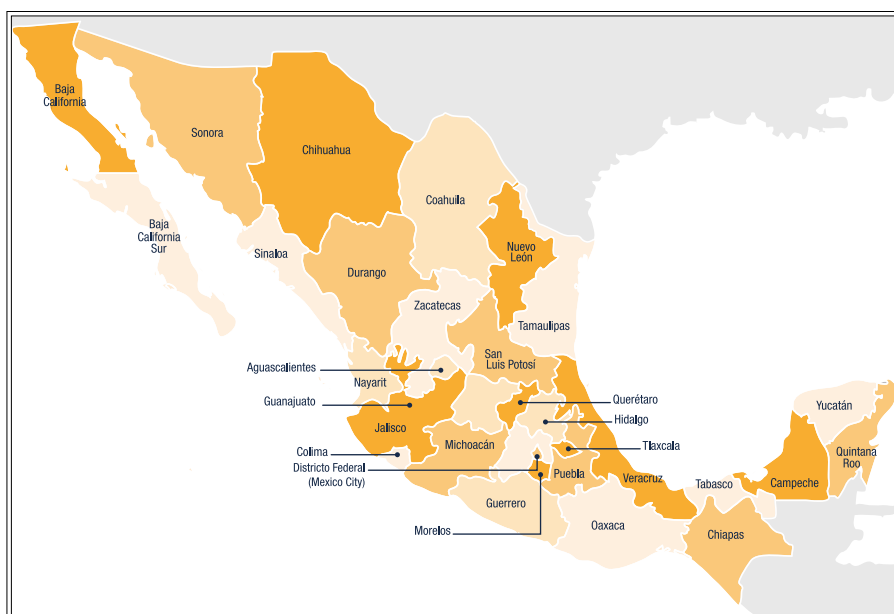 Baja
California
Sonora
Chihuahua
Coahuila
Baja
California
Sur
Sinaloa
Nuevo
León
Durango
Zacatecas
Tamaulipas
San
Luis Potosí
Aguascalientes
Nayarit
Guanajuato
Querétaro
Yucatán
Hidalgo
Jalisco
Michoacán
Tlaxcala
Quintana
Roo
Colima
Districto Federal
(Mexico City)
Puebla
Veracruz
Tabasco
Campeche
Guerrero
Morelos
Oaxaca
Chiapas